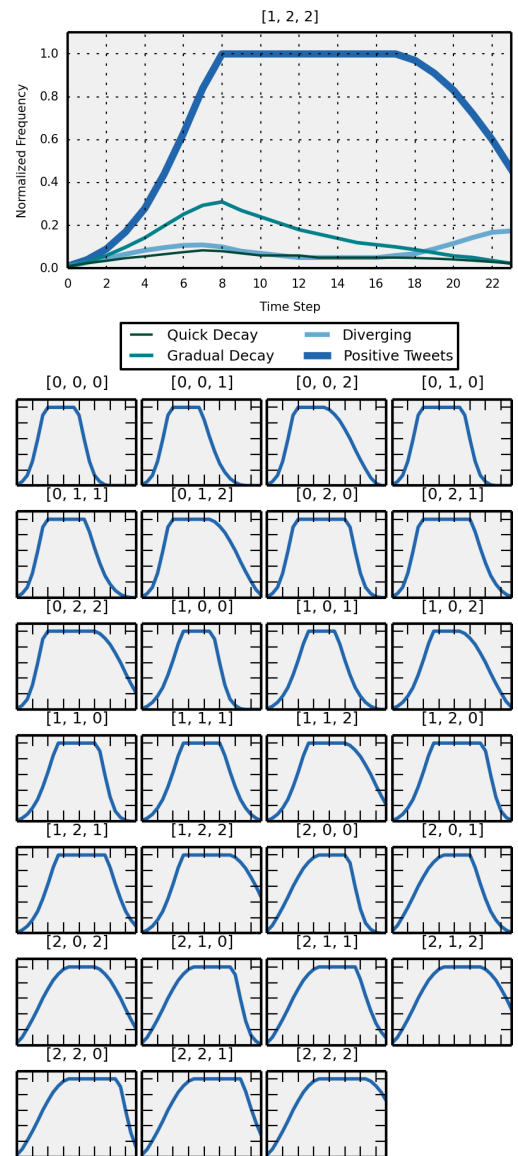 [1, 2, 2]
1.0
0.8
0.6
0.4
0.2
0.0
Normalized Frequency
0 2 4 6 8 10 12 14 16 18 20 22
Time Step
Quick Decay Diverging
Gradual Decay Positive Tweets
[0, 0, 0] [0, 0, 1] [0, 0, 2] [0, 1, 0]
[0, 1, 1] [0, 1, 2] [0, 2, 0] [0, 2, 1]
[0, 2, 2] [1, 0, 0] [1, 0, 1] [1, 0, 2]
[1, 1, 0] [1, 1, 1] [1, 1, 2] [1, 2, 0]
[1, 2, 1] [1, 2, 2] [2, 0, 0] [2, 0, 1]
[2, 0, 2] [2, 1, 0] [2, 1, 1] [2, 1, 2]
[2, 2, 0] [2, 2, 1] [2, 2, 2]